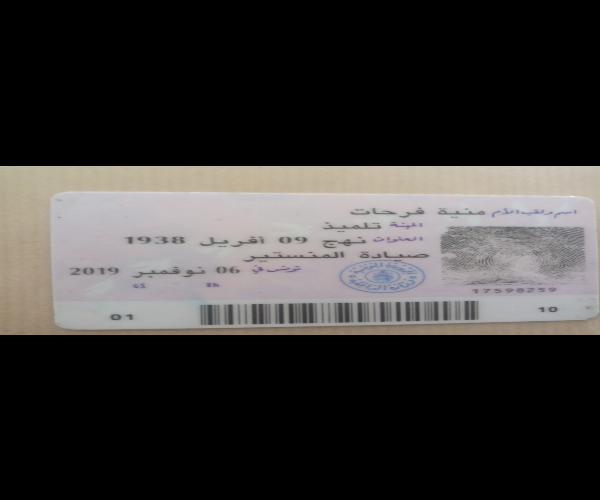 اسم ولقب الأم منية فرحات
المهنة تلميذ
العنوان نهج 09 أفريل 1938
صيادة المنستير
تونس في 06 نوفمبر 2019
17598259
01
10